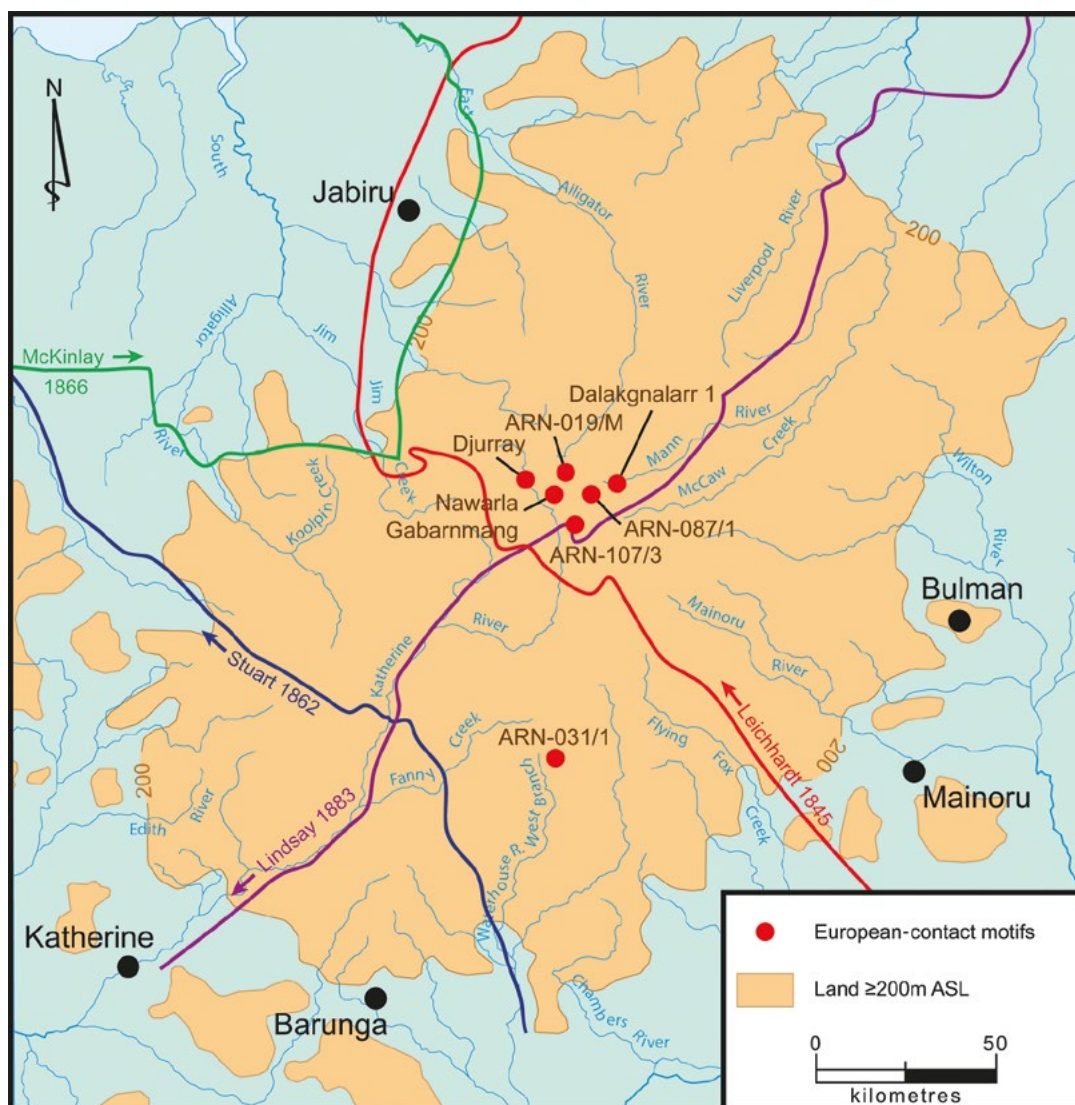 N
South
East
Jabiru
Alligator
River
Liverpool
River
200
Alligator
Jim
Jim
200
McKinlay
1866
River
Dalakgnalarr 1
ARN-019/M
Djurray
Mann
River
McCaw
Creek
Wilton
River
Creek
Koolpin Creek
Nawarla
Gabarnmang
ARN-087/1
ARN-107/3
Bulman
Mainoru
River
River
Katherine
Stuart 1862
Leichhardt 1845
ARN-031/1
Flying
Fox
Creek
200
Mainoru
Creek
Fanny
200
River
Edith
Lindsay 1883
Waterhouse R. West Branch
Katherine
Barunga
Chambers
River
European-contact motifs
Land ≥200m ASL
0
50
kilometres